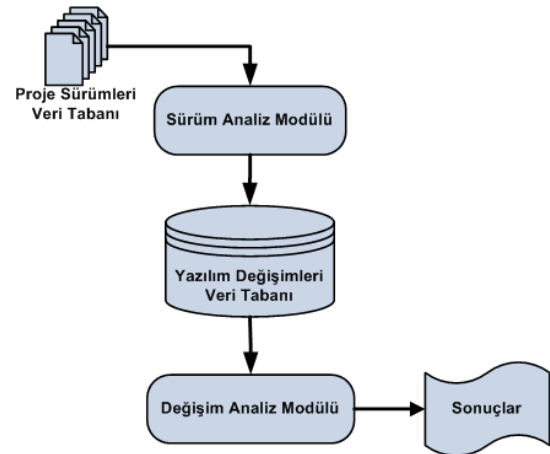 Proje Sürümleri
Veri Tabanı
Sürüm Analiz Modülü
Yazılım Değişimleri
Veri Tabanı
Değişim Analiz Modülü
Sonuçlar